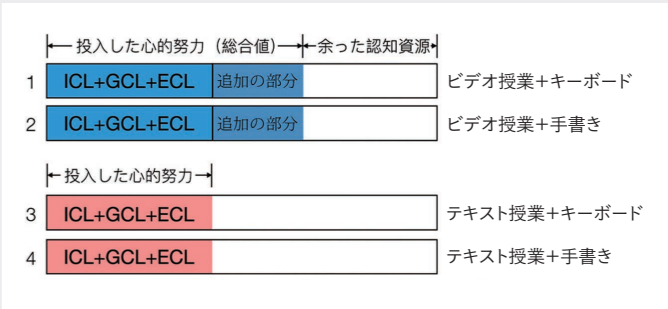 投入した心的努力（総合値） 余った認知資源
1 ICL+GCL+ECL 追加の部分 ビデオ授業＋キーボード
2 ICL+GCL+ECL 追加の部分 ビデオ授業＋手書き
投入した心的努力
3 ICL+GCL+ECL テキスト授業＋キーボード
4 ICL+GCL+ECL テキスト授業＋手書き